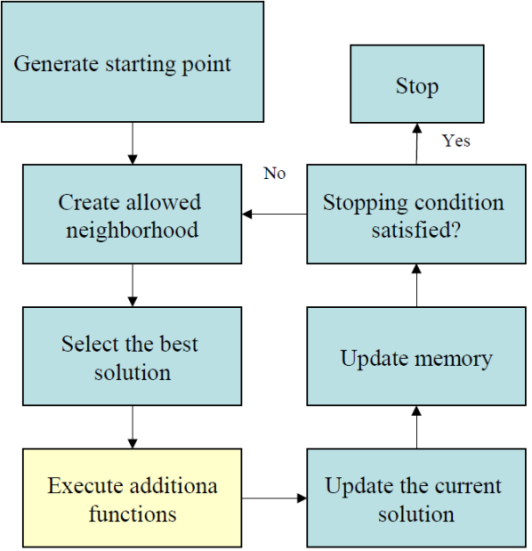 Generate starting point
Create allowed
neighborhood
Select the best
solution
Execute additiona
functions
Update the current
solution
Update memory
Stopping condition
satisfied?
No
Yes
Stop